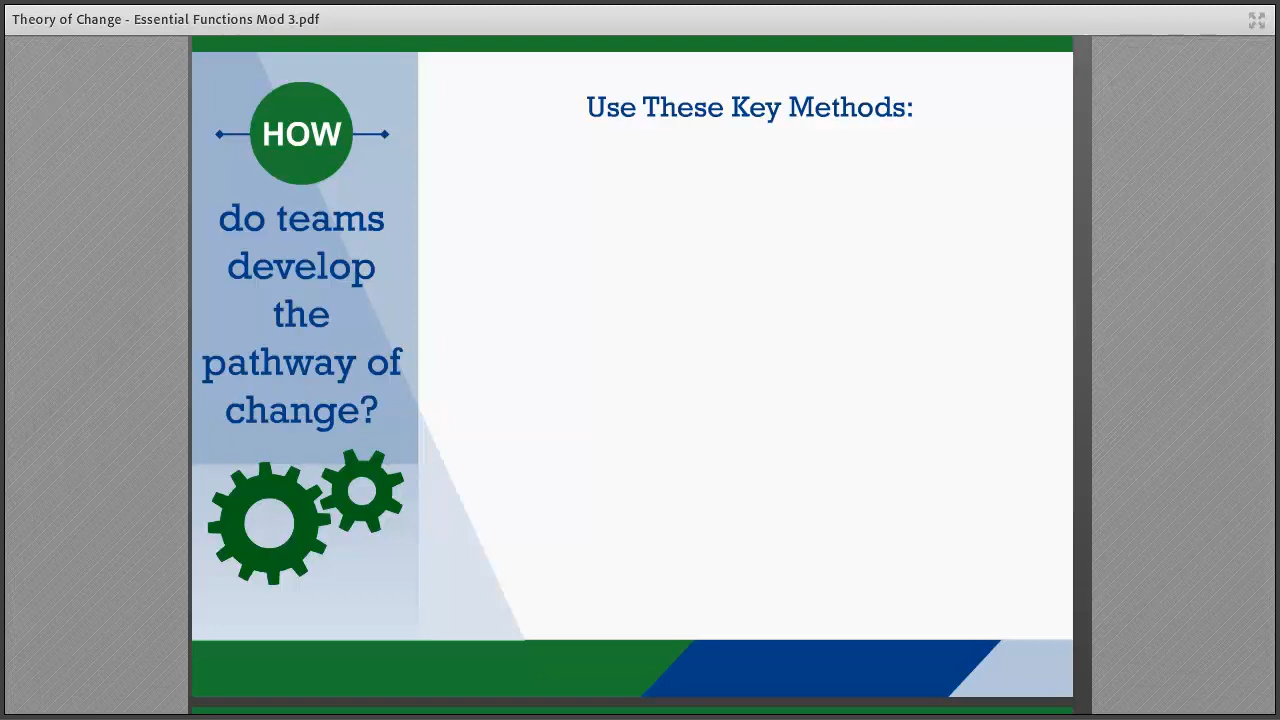 Theory of Change - Essential Functions Mod 3.pdf
HOW
do teams
develop
the
pathway of
change?
Use These Key Methods: